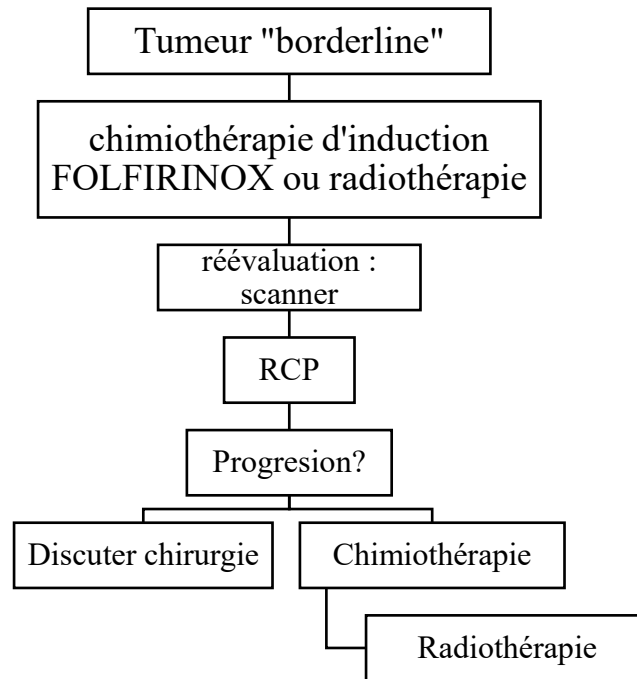 Tumeur "borderline"
chimiothérapie d'induction
FOLFIRINOX ou radiothérapie
réévaluation :
scanner
RCP
Progresion?
Discuter chirurgie
Chimiothérapie
Radiothérapie